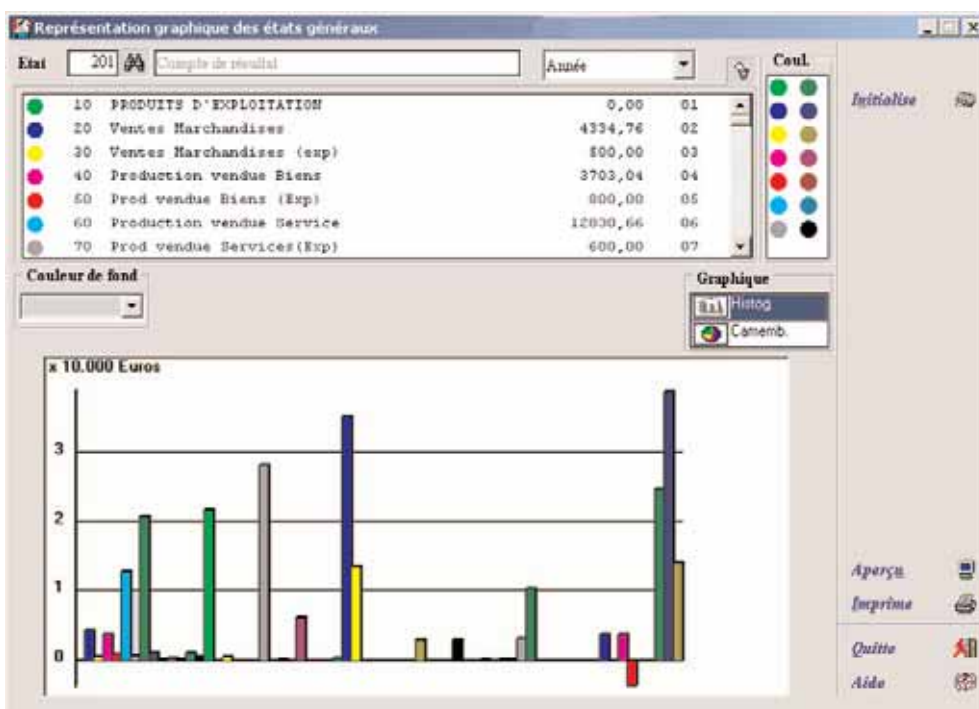 Représentation graphique des états généraux
Etat 201 Compte de résultat Année Coul.
10 PRODUITS D'EXPLOITATION 0,00 01
20 Ventes Marchandises 4334,76 02
30 Ventes Marchandises (exp) 500,00 03
40 Production vendue Biens 3703,04 04
50 Prod vendue Biens (Exp) 800,00 05
60 Production vendue Service 12830,66 06
70 Prod vendue Services(Exp) 600,00 07
Initialise
Couleur de fond
Graphique
Histog
Camemb.
x 10.000 Euros
3
2
1
0
Aperçu
Imprime
Quitte
Aide